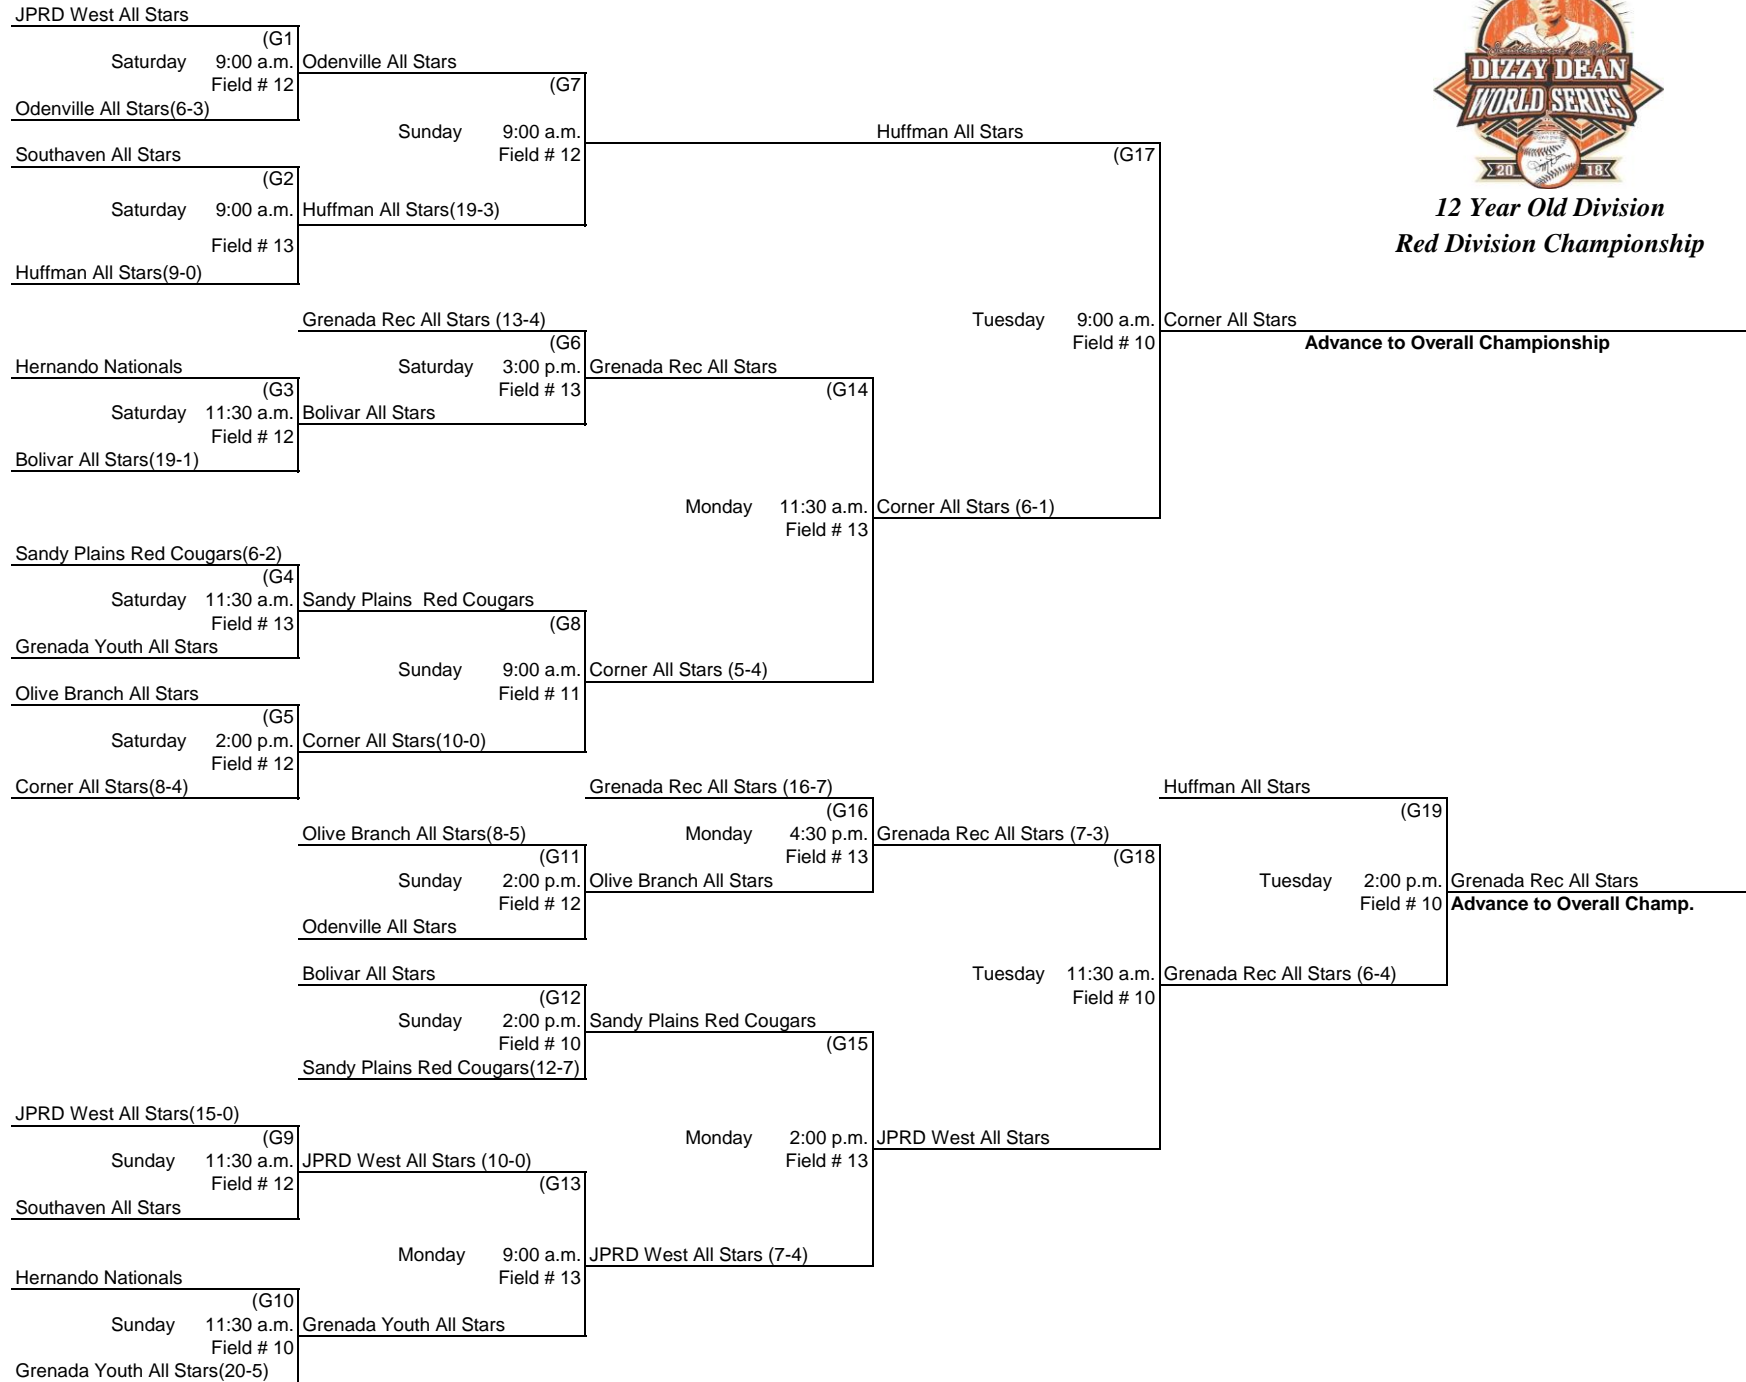 JPRD West All Stars
(G1
Saturday 9:00 a.m. Odenville All Stars
Field # 12 (G7
Odenville All Stars(6-3)
DIZZY DEAN
WORLD SERIES
20 18
Sunday 9:00 a.m. Huffman All Stars
Southaven All Stars Field # 12 (G17
(G2
Saturday 9:00 a.m. Huffman All Stars(19-3)
12 Year Old Division
Field # 13 Red Division Championship
Huffman All Stars(9-0)
Grenada Rec All Stars (13-4) Tuesday 9:00 a.m. Corner All Stars
(G6 Field # 10 Advance to Overall Championship
Hernando Nationals Saturday 3:00 p.m. Grenada Rec All Stars
(G3 Field # 13 (G14
Saturday 11:30 a.m. Bolivar All Stars
Field # 12
Bolivar All Stars(19-1)
Monday 11:30 a.m. Corner All Stars (6-1)
Field # 13
Sandy Plains Red Cougars(6-2)
(G4
Saturday 11:30 a.m. Sandy Plains  Red Cougars
Field # 13 (G8
Grenada Youth All Stars
Sunday 9:00 a.m. Corner All Stars (5-4)
Olive Branch All Stars Field # 11
(G5
Saturday 2:00 p.m. Corner All Stars(10-0)
Field # 12
Corner All Stars(8-4) Grenada Rec All Stars (16-7) Huffman All Stars
(G16 (G19
Olive Branch All Stars(8-5) Monday 4:30 p.m. Grenada Rec All Stars (7-3)
(G11 Field # 13 (G18
Sunday 2:00 p.m. Olive Branch All Stars Tuesday 2:00 p.m. Grenada Rec All Stars
Field # 12 Field # 10 Advance to Overall Champ.
Odenville All Stars
Bolivar All Stars Tuesday 11:30 a.m. Grenada Rec All Stars (6-4)
(G12 Field # 10
Sunday 2:00 p.m. Sandy Plains Red Cougars
Field # 10 (G15
Sandy Plains Red Cougars(12-7)
JPRD West All Stars(15-0)
(G9 Monday 2:00 p.m. JPRD West All Stars
Sunday 11:30 a.m. JPRD West All Stars (10-0) Field # 13
Field # 12 (G13
Southaven All Stars
Monday 9:00 a.m. JPRD West All Stars (7-4)
Hernando Nationals Field # 13
(G10
Sunday 11:30 a.m. Grenada Youth All Stars
Field # 10
Grenada Youth All Stars(20-5)